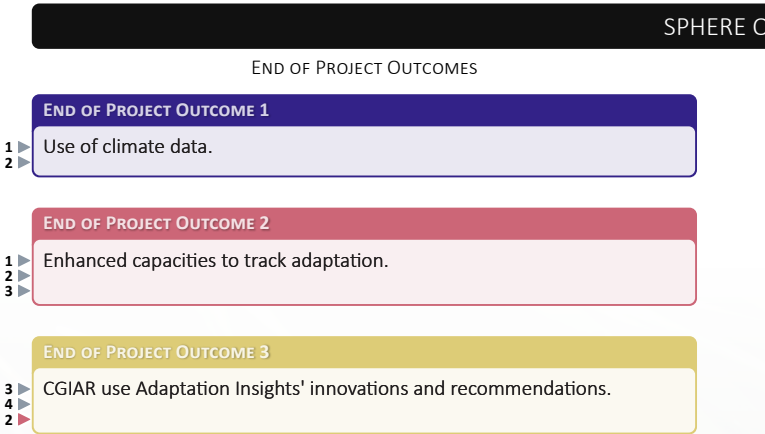 SPHERE O
END OF PROJECT OUTCOMES
END OF PROJECT OUTCOME 1
1 Use of climate data.
2
END OF PROJECT OUTCOME 2
1 Enhanced capacities to track adaptation.
2
3
END OF PROJECT OUTCOME 3
3 CGIAR use Adaptation Insights' innovations and recommendations.
4
2